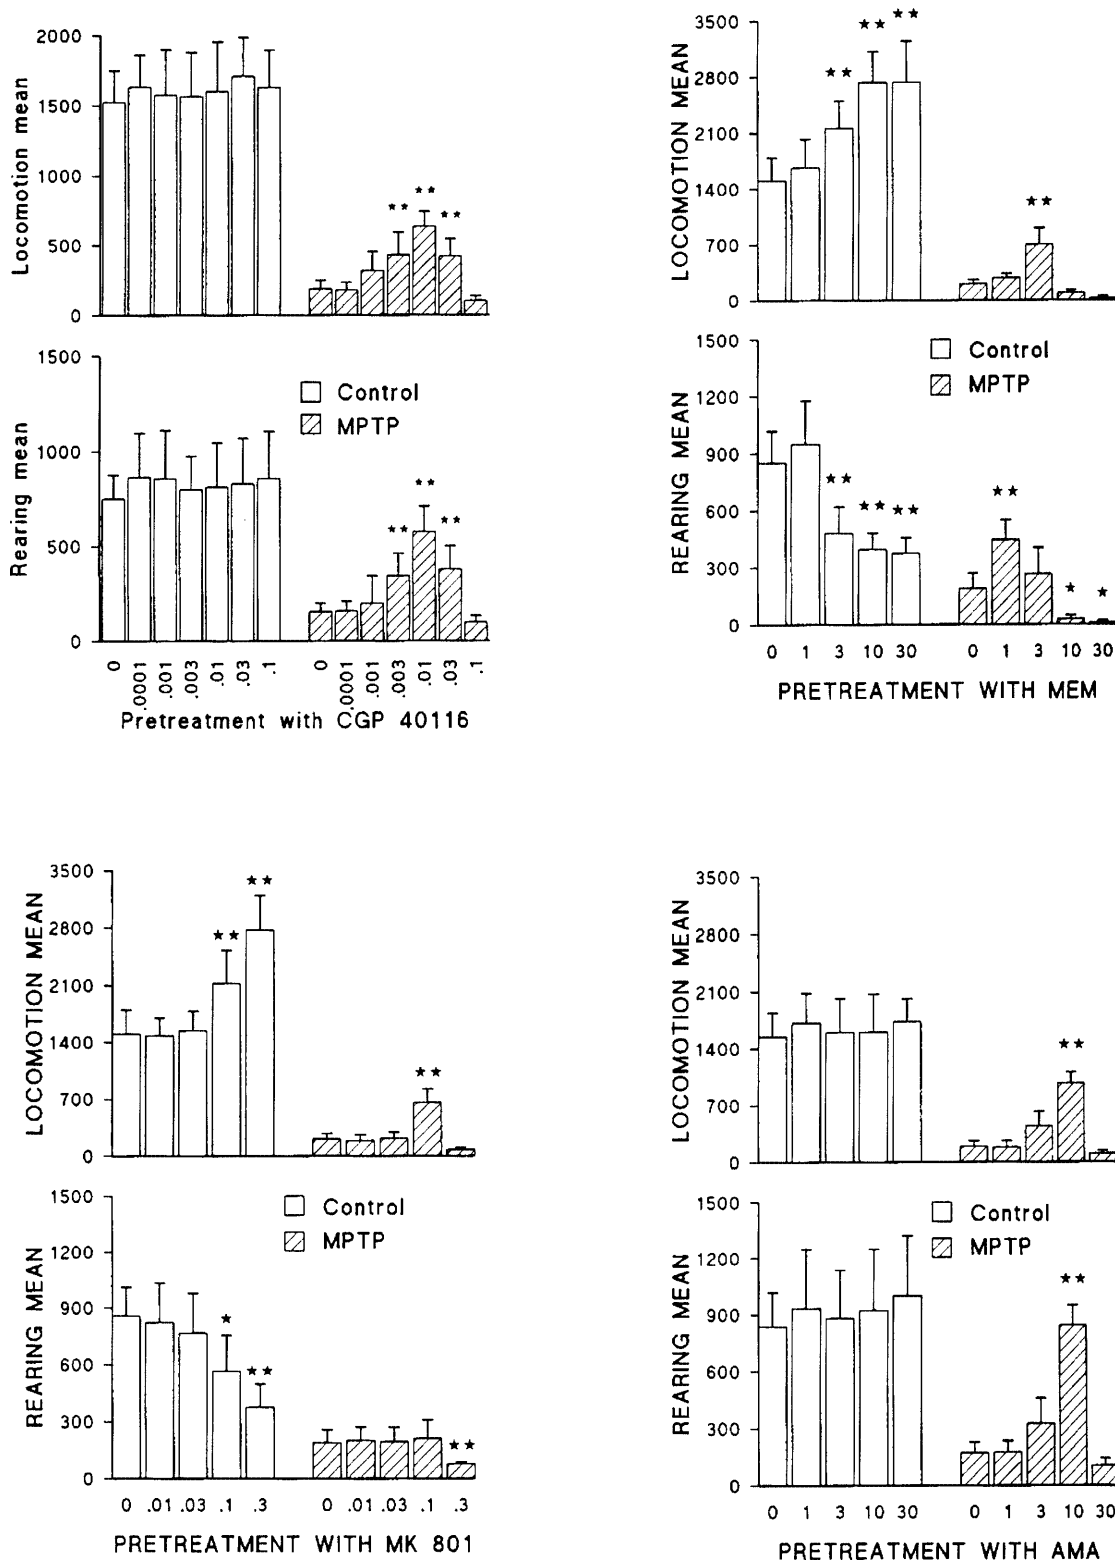 2000
1500
1000
500
0
Locomotion mean
★★
★★
★★
1500
1000
500
0
Rearing mean
Control
MPTP
★★
★★
★★
0 .0001 .001 .003 .01 .03 .1 0 .0001 .001 .003 .01 .03 .1
Pretreatment with CGP 40116
3500
2800
2100
1400
700
0
LOCOMOTION MEAN
★★
★★
★★
★★
1500
1200
900
600
300
0
REARING MEAN
Control
MPTP
★★
★★
★★
★★
★
★
0 1 3 10 30 0 1 3 10 30
PRETREATMENT WITH MEM
3500
2800
2100
1400
700
0
LOCOMOTION MEAN
★★
★★
★★
1500
1200
900
600
300
0
REARING MEAN
Control
MPTP
★
★★
★★
0 .01 .03 .1 .3 0 .01 .03 .1 .3
PRETREATMENT WITH MK 801
3500
2800
2100
1400
700
0
LOCOMOTION MEAN
★★
1500
1200
900
600
300
0
REARING MEAN
Control
MPTP
★★
0 1 3 10 30 0 1 3 10 30
PRETREATMENT WITH AMA